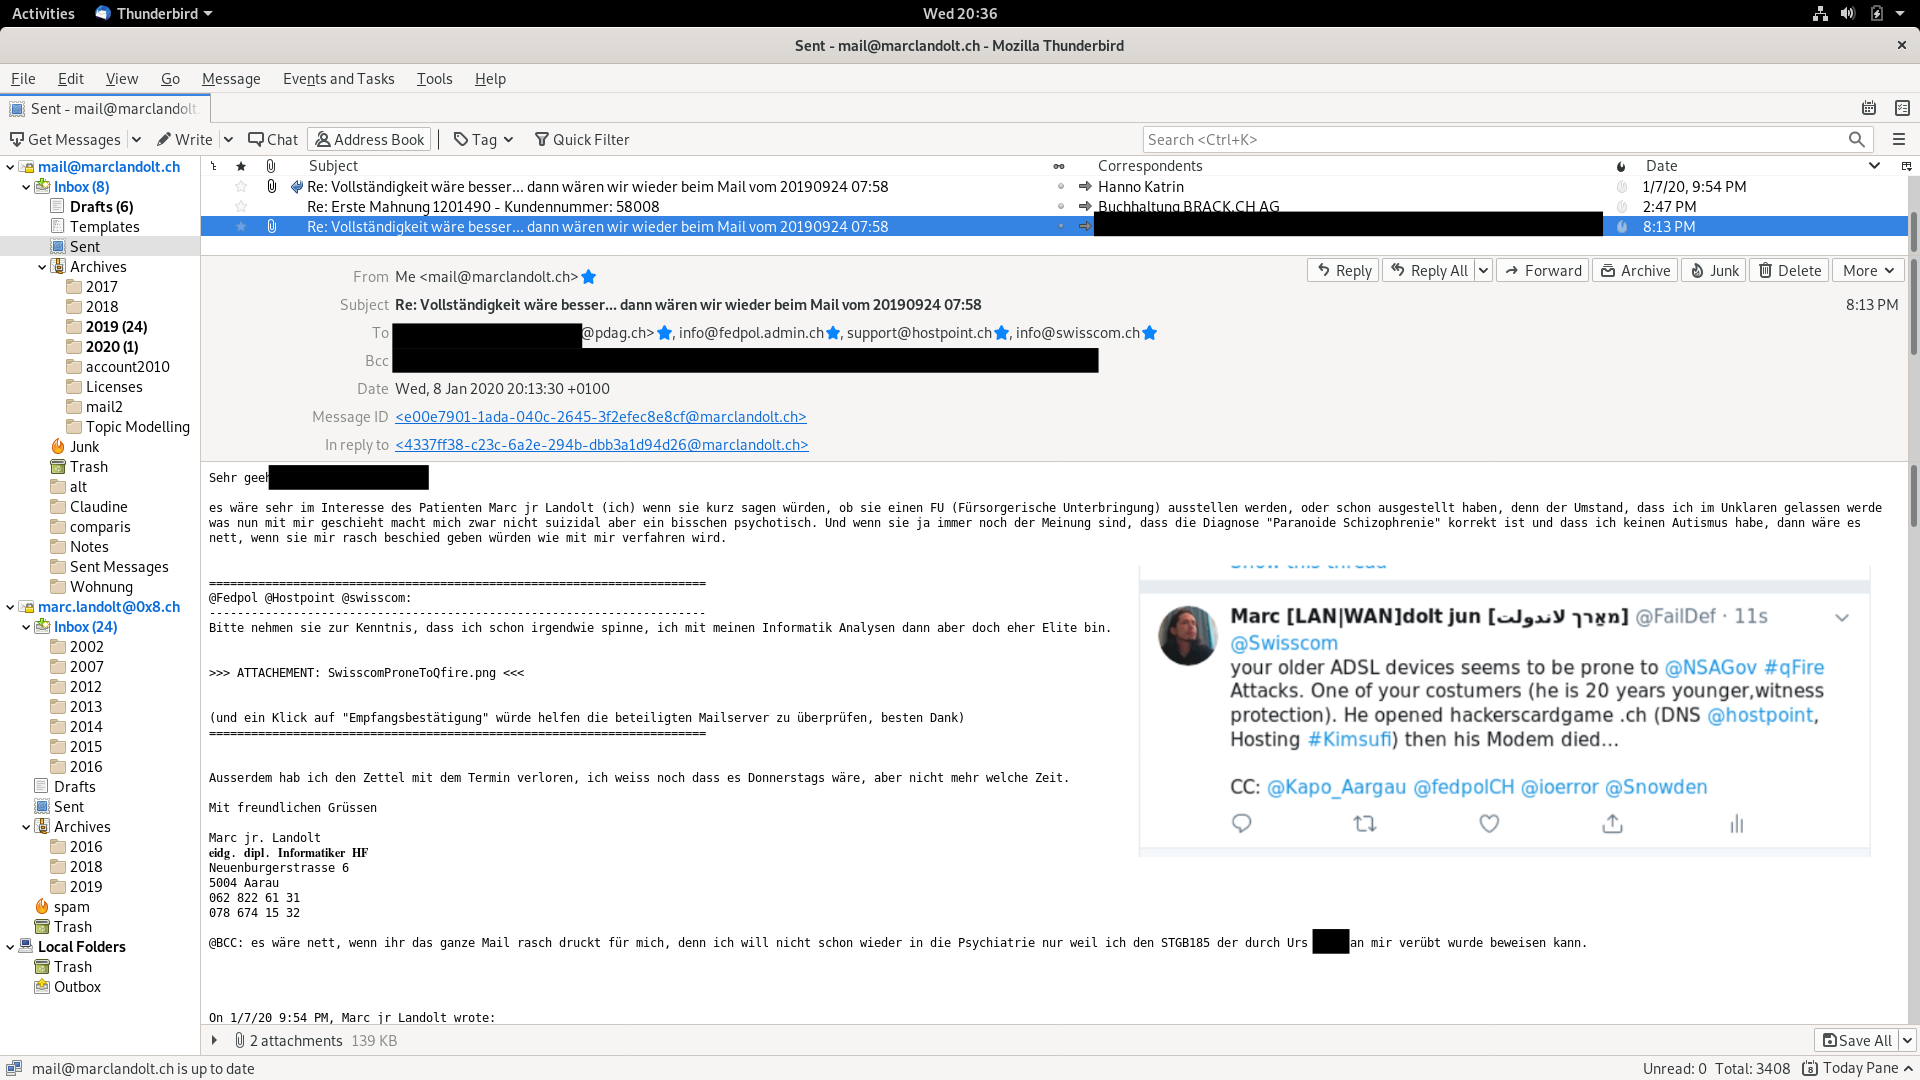 Activities Thunderbird Wed 20:36
Sent - mail@marclandolt.ch - Mozilla Thunderbird
File Edit View Go Message Events and Tasks Tools Help
Sent - mail@marclandolt.
Get Messages Write Chat Address Book Tag Quick Filter Search <Ctrl+K>
mail@marclandolt.ch
Inbox (8)
Drafts (6)
Templates
Sent
Archives
2017
2018
2019 (24)
2020 (1)
account2010
Licenses
mail2
Topic Modelling
Junk
Trash
alt
Claudine
comparis
Notes
Sent Messages
Wohnung
marc.landolt@0x8.ch
Inbox (24)
2002
2007
2012
2013
2014
2015
2016
Drafts
Sent
Archives
2016
2018
2019
spam
Trash
Local Folders
Trash
Outbox
Subject Correspondents Date
Re: Vollständigkeit wäre besser... dann wären wir wieder beim Mail vom 20190924 07:58 Hanno Katrin 1/7/20, 9:54 PM
Re: Erste Mahnung 1201490 - Kundennummer: 58008 Buchhaltung BRACK.CH AG 2:47 PM
Re: Vollständigkeit wäre besser... dann wären wir wieder beim Mail vom 20190924 07:58 8:13 PM
From Me <mail@marclandolt.ch>
Reply Reply All Forward Archive Junk Delete More
Subject Re: Vollständigkeit wäre besser... dann wären wir wieder beim Mail vom 20190924 07:58 8:13 PM
To @pdag.ch>, info@fedpol.admin.ch, support@hostpoint.ch, info@swisscom.ch
Bcc
Date Wed, 8 Jan 2020 20:13:30 +0100
Message ID <e00e7901-1ada-040c-2645-3f2efec8e8cf@marclandolt.ch>
In reply to <4337ff38-c23c-6a2e-294b-dbb3a1d94d26@marclandolt.ch>
Sehr geeh
es wäre sehr im Interesse des Patienten Marc jr Landolt (ich) wenn sie kurz sagen würden, ob sie einen FU (Fürsorgerische Unterbringung) ausstellen werden, oder schon ausgestellt haben, denn der Umstand, dass ich im Unklaren gelassen werde
was nun mit mir geschieht macht mich zwar nicht suizidal aber ein bisschen psychotisch. Und wenn sie ja immer noch der Meinung sind, dass die Diagnose "Paranoide Schizophrenie" korrekt ist und dass ich keinen Autismus habe, dann wäre es
nett, wenn sie mir rasch beschied geben würden wie mit mir verfahren wird.
=======================================================================
@Fedpol @Hostpoint @swisscom:
-----------------------------------------------------------------------
Bitte nehmen sie zur Kenntnis, dass ich schon irgendwie spinne, ich mit meinen Informatik Analysen dann aber doch eher Elite bin.
>>> ATTACHEMENT: SwisscomProneToQfire.png <<<
(und ein Klick auf "Empfangsbestätigung" würde helfen die beteiligten Mailserver zu überprüfen, besten Dank)
=======================================================================
Ausserdem hab ich den Zettel mit dem Termin verloren, ich weiss noch dass es Donnerstags wäre, aber nicht mehr welche Zeit.
Mit freundlichen Grüssen
Marc jr. Landolt
eidg. dipl. Informatiker HF
Neuenburgerstrasse 6
5004 Aarau
062 822 61 31
078 674 15 32
Show this thread
Marc [LAN|WAN]dolt jun [מאַרך لاندولت] @FailDef · 11s
@Swisscom
your older ADSL devices seems to be prone to @NSAGov #qFire
Attacks. One of your costumers (he is 20 years younger,witness
protection). He opened hackerscardgame .ch (DNS @hostpoint,
Hosting #Kimsufi) then his Modem died...
CC: @Kapo_Aargau @fedpolCH @ioerror @Snowden
@BCC: es wäre nett, wenn ihr das ganze Mail rasch druckt für mich, denn ich will nicht schon wieder in die Psychiatrie nur weil ich den STGB185 der durch Urs an mir verübt wurde beweisen kann.
On 1/7/20 9:54 PM, Marc jr Landolt wrote:
2 attachments 139 KB Save All
mail@marclandolt.ch is up to date Unread: 0 Total: 3408 Today Pane